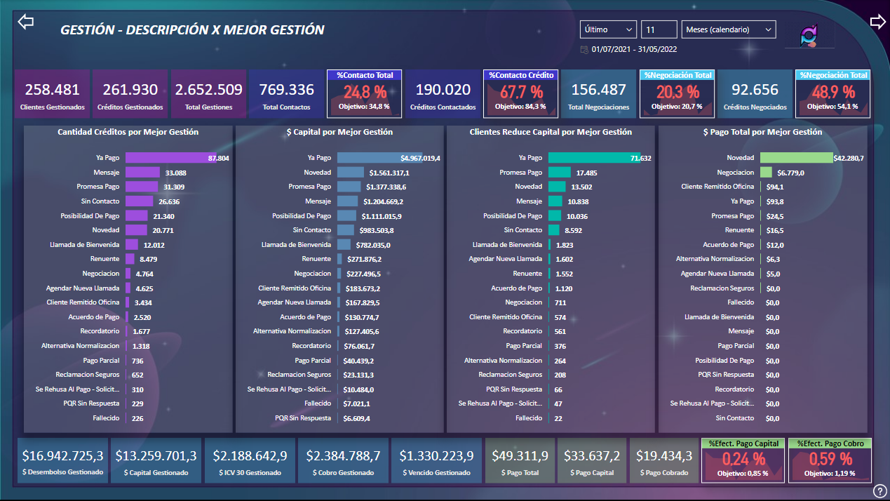 GESTIÓN - DESCRIPCIÓN X MEJOR GESTIÓN
Último 11 Meses (calendario)
01/07/2021 - 31/05/2022
258.481
Clientes Gestionados
261.930
Créditos Gestionados
2.652.509
Total Gestiones
769.336
Total Contactos
%Contacto Total
24,8 %
Objetivo: 34,8 %
190.020
Créditos Contactados
%Contacto Crédito
67.7 %
Objetivo: 84,3 %
156.487
Total Negociaciones
%Negociación Total
20.3 %
Objetivo: 20,7 %
92.656
Créditos Negociados
%Negociación Total
48.9 %
Objetivo: 54,1 %
Cantidad Créditos por Mejor Gestión
Ya Pago 87.804
Mensaje 33.088
Promesa Pago 31.309
Sin Contacto 26.636
Posibilidad De Pago 21.340
Novedad 20.771
Llamada de Bienvenida 12.012
Renuente 8.479
Negociacion 4.764
Agendar Nueva Llamada 4.625
Cliente Remitido Oficina 3.434
Acuerdo de Pago 2.520
Recordatorio 1.677
Alternativa Normalizacion 1.318
Pago Parcial 736
Reclamacion Seguros 652
Se Rehusa Al Pago - Solicit... 310
PQR Sin Respuesta 229
Fallecido 226
$ Capital por Mejor Gestión
Ya Pago $4.967.019,4
Novedad $1.561.317,1
Promesa Pago $1.377.338,6
Mensaje $1.204.669,2
Posibilidad De Pago $1.111.015,9
Sin Contacto $983.503,8
Llamada de Bienvenida $782.035,0
Renuente $271.876,2
Negociacion $227.496,5
Cliente Remitido Oficina $183.673,2
Agendar Nueva Llamada $167.829,5
Acuerdo de Pago $130.774,7
Alternativa Normalizacion $127.405,6
Recordatorio $76.061,7
Pago Parcial $40.439,2
Reclamacion Seguros $23.131,3
Se Rehusa Al Pago - Solicit... $10.484,0
Fallecido $7.021,1
PQR Sin Respuesta $6.609,4
Clientes Reduce Capital por Mejor Gestión
Ya Pago 71.632
Promesa Pago 17.485
Novedad 13.502
Mensaje 10.838
Posibilidad De Pago 10.036
Sin Contacto 8.592
Llamada de Bienvenida 1.823
Agendar Nueva Llamada 1.602
Renuente 1.552
Acuerdo de Pago 1.120
Negociacion 711
Cliente Remitido Oficina 574
Recordatorio 561
Pago Parcial 376
Alternativa Normalizacion 264
Reclamacion Seguros 208
PQR Sin Respuesta 66
Se Rehusa Al Pago - Solicit... 47
Fallecido 22
$ Pago Total por Mejor Gestión
Novedad $42.280,7
Negociacion $6.779,0
Cliente Remitido Oficina $94,1
Ya Pago $93,8
Promesa Pago $24,5
Renuente $16,5
Acuerdo de Pago $12,0
Alternativa Normalizacion $6,3
Agendar Nueva Llamada $5,0
Reclamacion Seguros $0,0
Fallecido $0,0
Llamada de Bienvenida $0,0
Mensaje $0,0
Pago Parcial $0,0
Posibilidad De Pago $0,0
PQR Sin Respuesta $0,0
Recordatorio $0,0
Se Rehusa Al Pago - Solicit... $0,0
Sin Contacto $0,0
$16.942.725,3
$ Desembolso Gestionado
$13.259.701,3
$ Capital Gestionado
$2.188.642,9
$ ICV 30 Gestionado
$2.384.788,7
$ Cobro Gestionado
$1.330.223,9
$ Vencido Gestionado
$49.311,9
$ Pago Total
$33.637,2
$ Pago Capital
$19.434,3
$ Pago Cobrado
%Efect. Pago Capital
0,24 %
Objetivo: 0,85 %
%Efect. Pago Cobro
0,59 %
Objetivo: 1,19 %
?